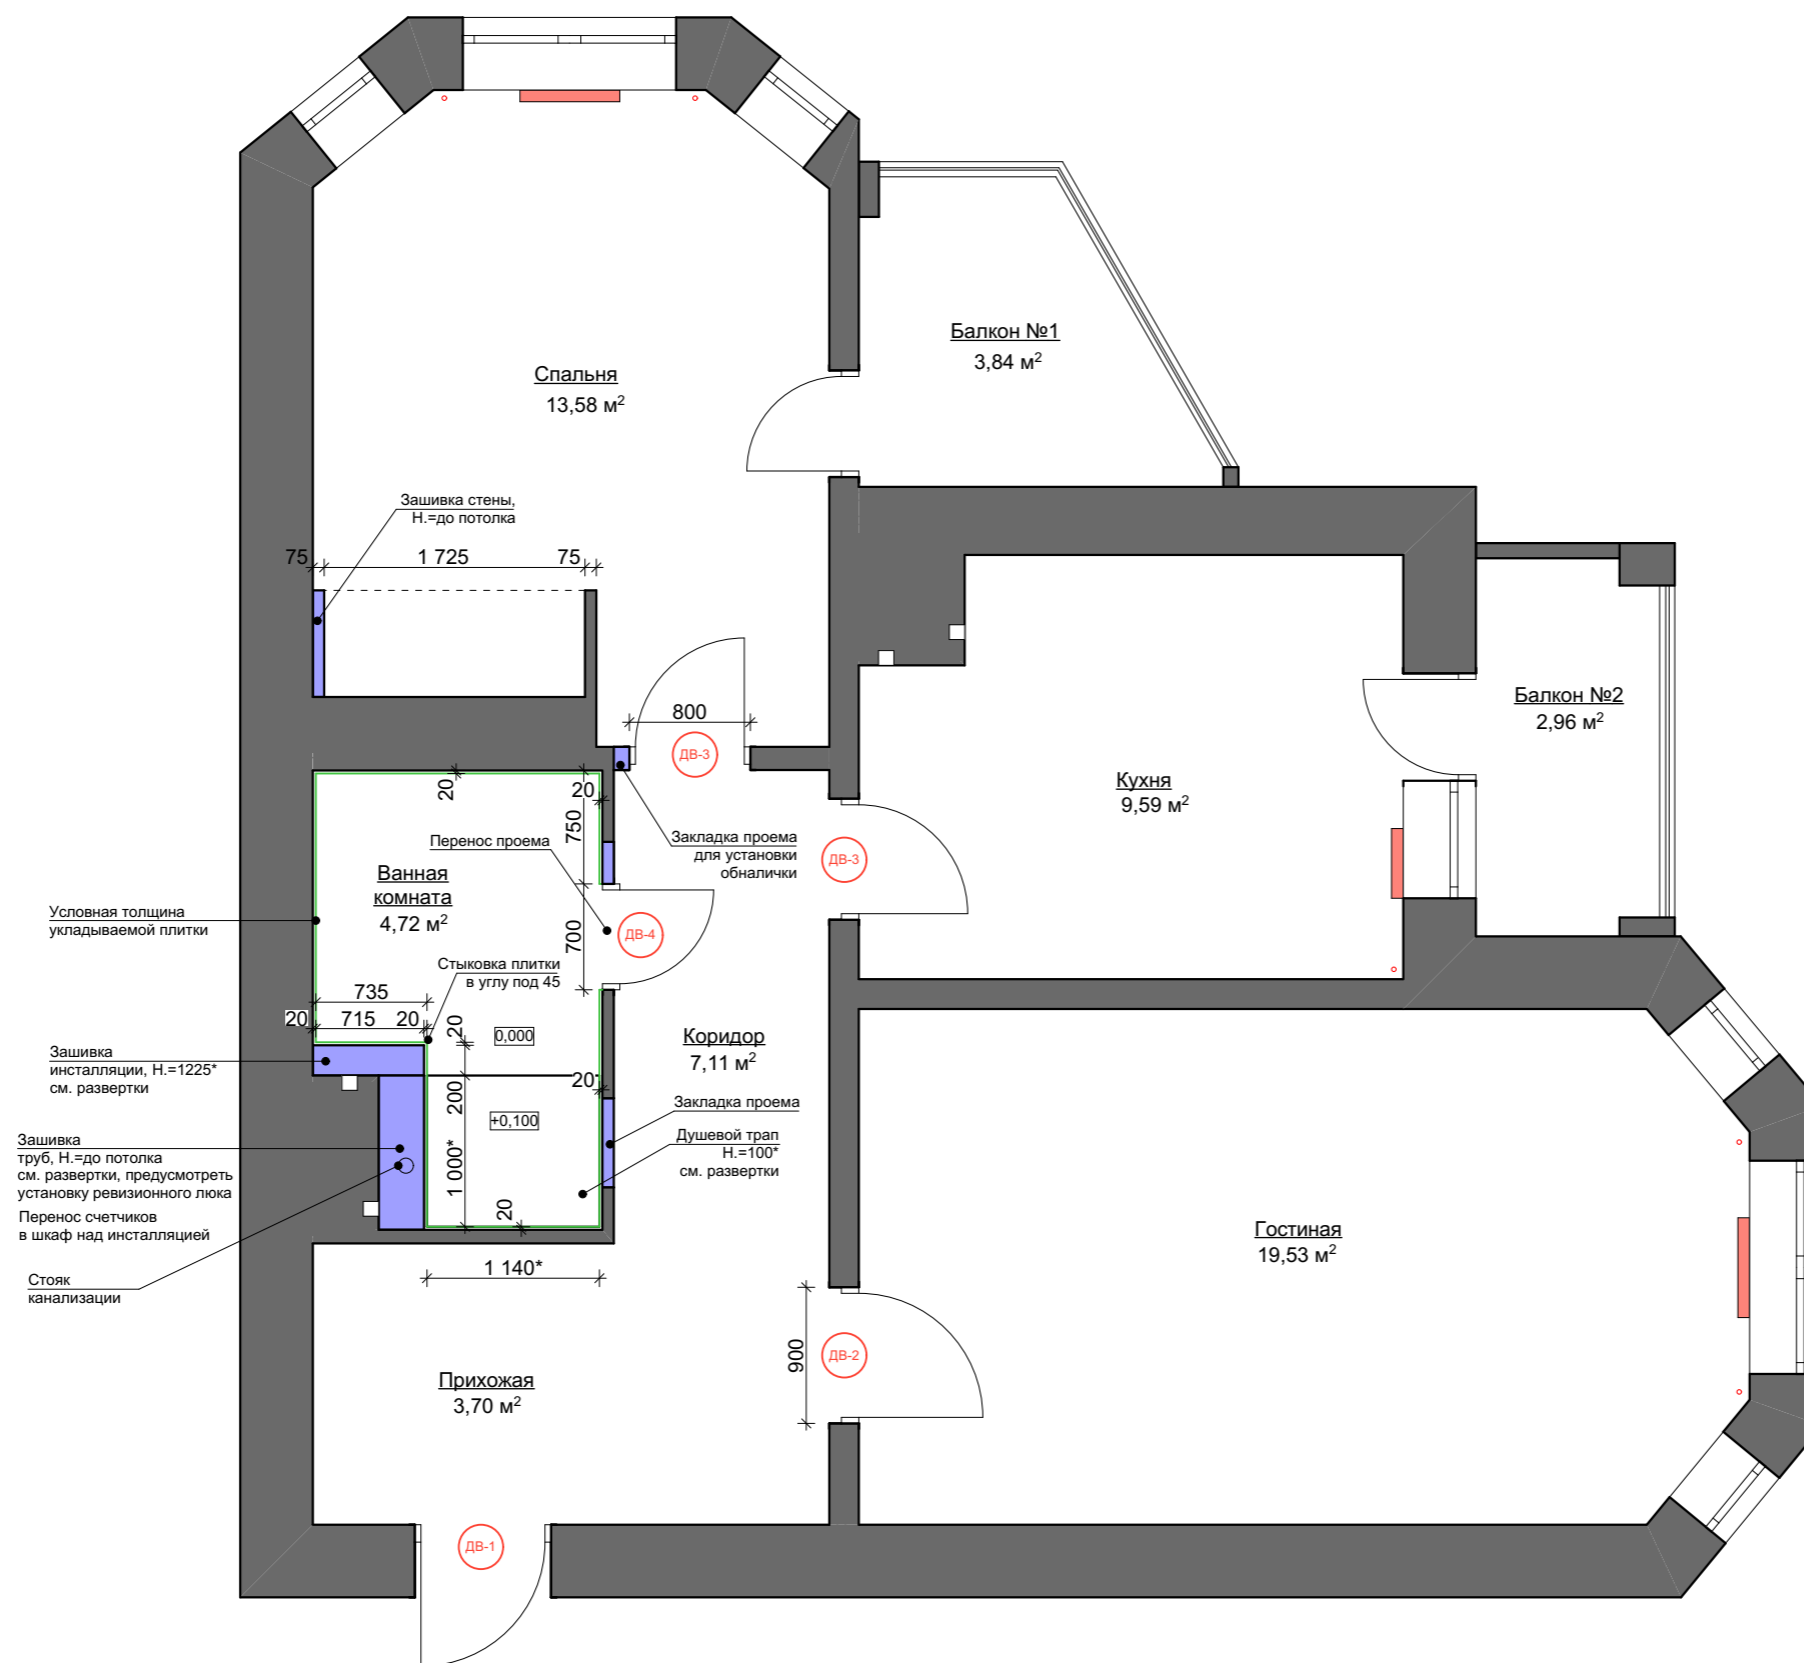 Балкон №1
3,84 м²
Спальня
13,58 м²
Зашивка стены,
Н.=до потолка
75
1 725
75
Балкон №2
2,96 м²
800
ДВ-3
Кухня
9,59 м²
20
20
750
Перенос проема
Закладка проема
для установки
обналички
ДВ-3
Ванная
комната
4,72 м²
Условная толщина
укладываемой плитки
700
ДВ-4
Стыковка плитки
в углу под 45
735
20
715
20
20
0,000
Коридор
7,11 м²
Зашивка
инсталляции, Н.=1225*
см. развертки
200
20
+0,100
Закладка проема
Душевой трап
Н.=100*
см. развертки
Зашивка
труб, Н.=до потолка
см. развертки, предусмотреть
установку ревизионного люка
1 000*
Перенос счетчиков
в шкаф над инсталляцией
20
Гостиная
19,53 м²
Стояк
канализации
1 140*
900
ДВ-2
Прихожая
3,70 м²
ДВ-1